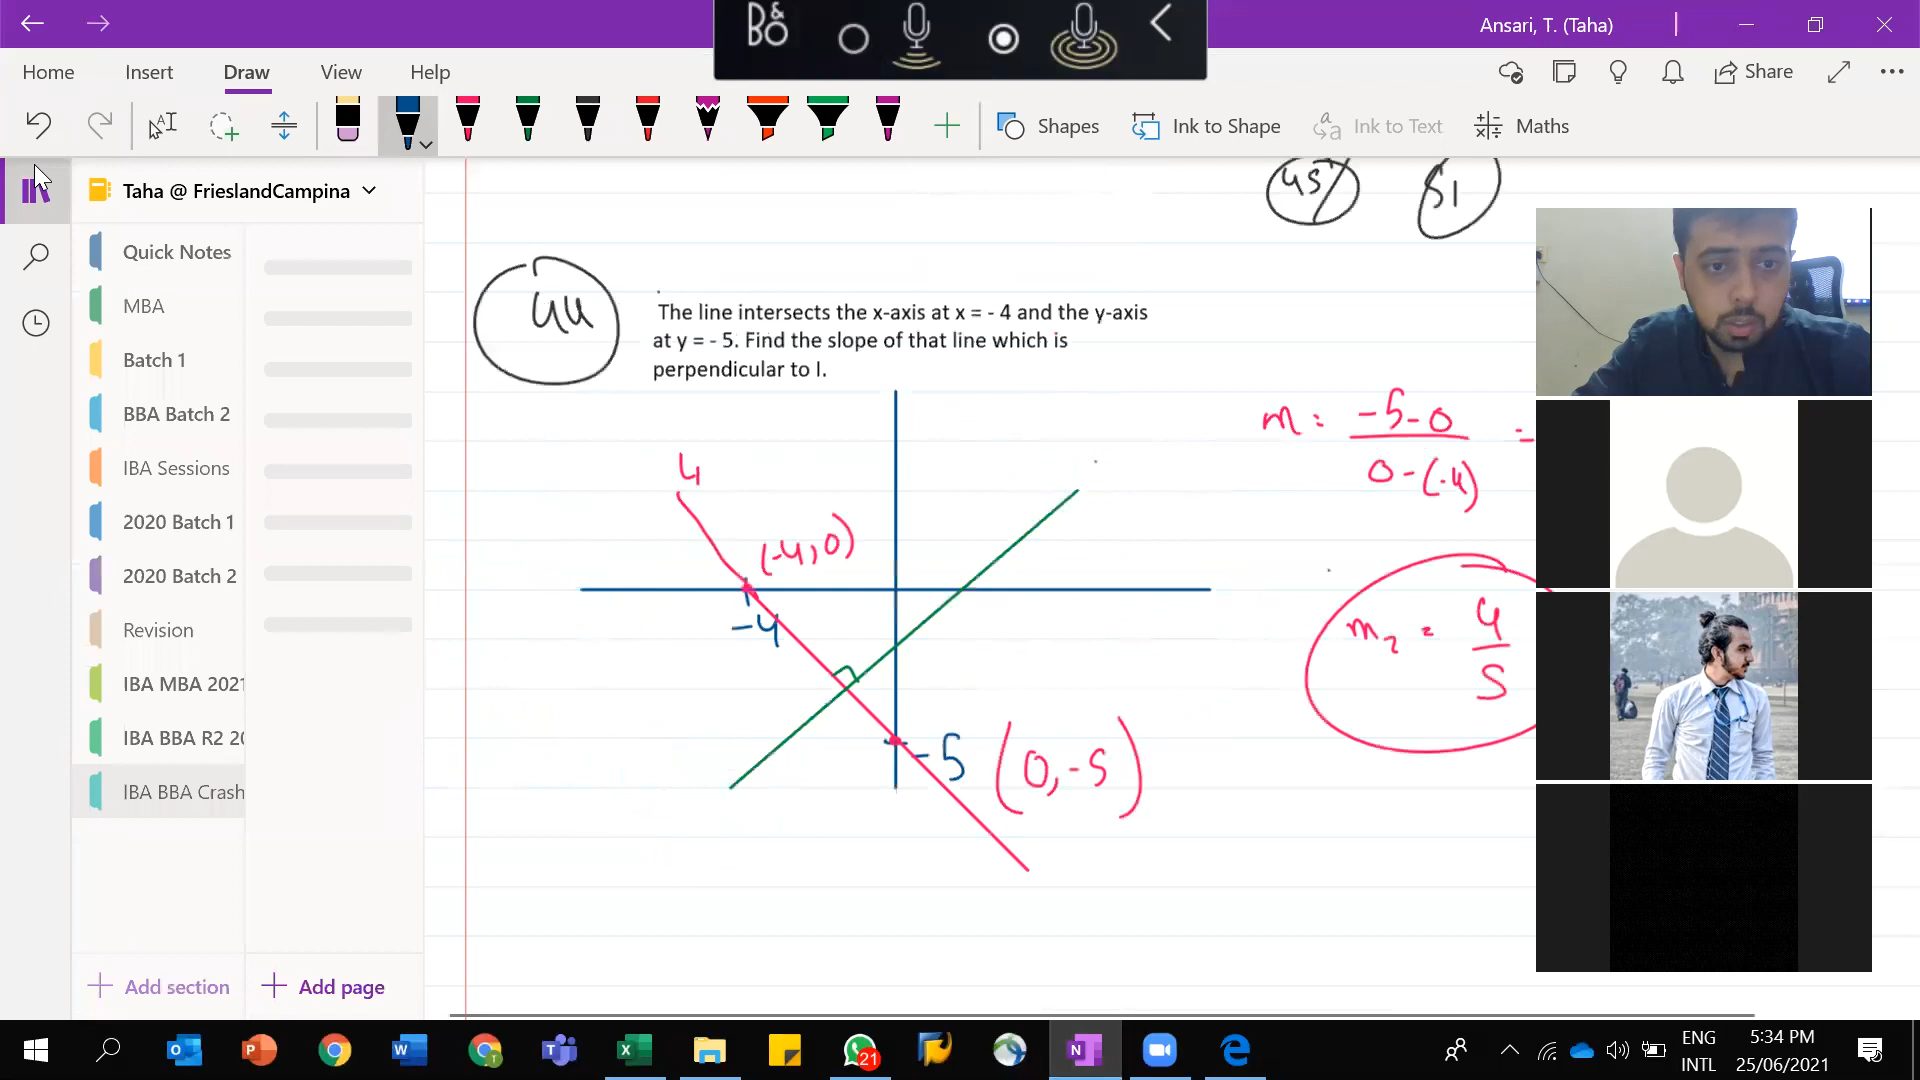 B&O
Ansari, T. (Taha)
Home
Insert
Draw
View
Help
Share
Shapes
Ink to Shape
Ink to Text
Maths
Taha @ FrieslandCampina
Quick Notes
MBA
Batch 1
BBA Batch 2
IBA Sessions
2020 Batch 1
2020 Batch 2
Revision
IBA MBA 2021
IBA BBA R2 20
IBA BBA Crash
Add section
Add page
45
51
44
The line intersects the x-axis at x = - 4 and the y-axis
at y = - 5. Find the slope of that line which is
perpendicular to l.
m = -5-0 =
0-(-4)
(-4,0)
-4
-5 (0,-5)
m2 = 4
5
21
ENG
INTL
5:34 PM
25/06/2021